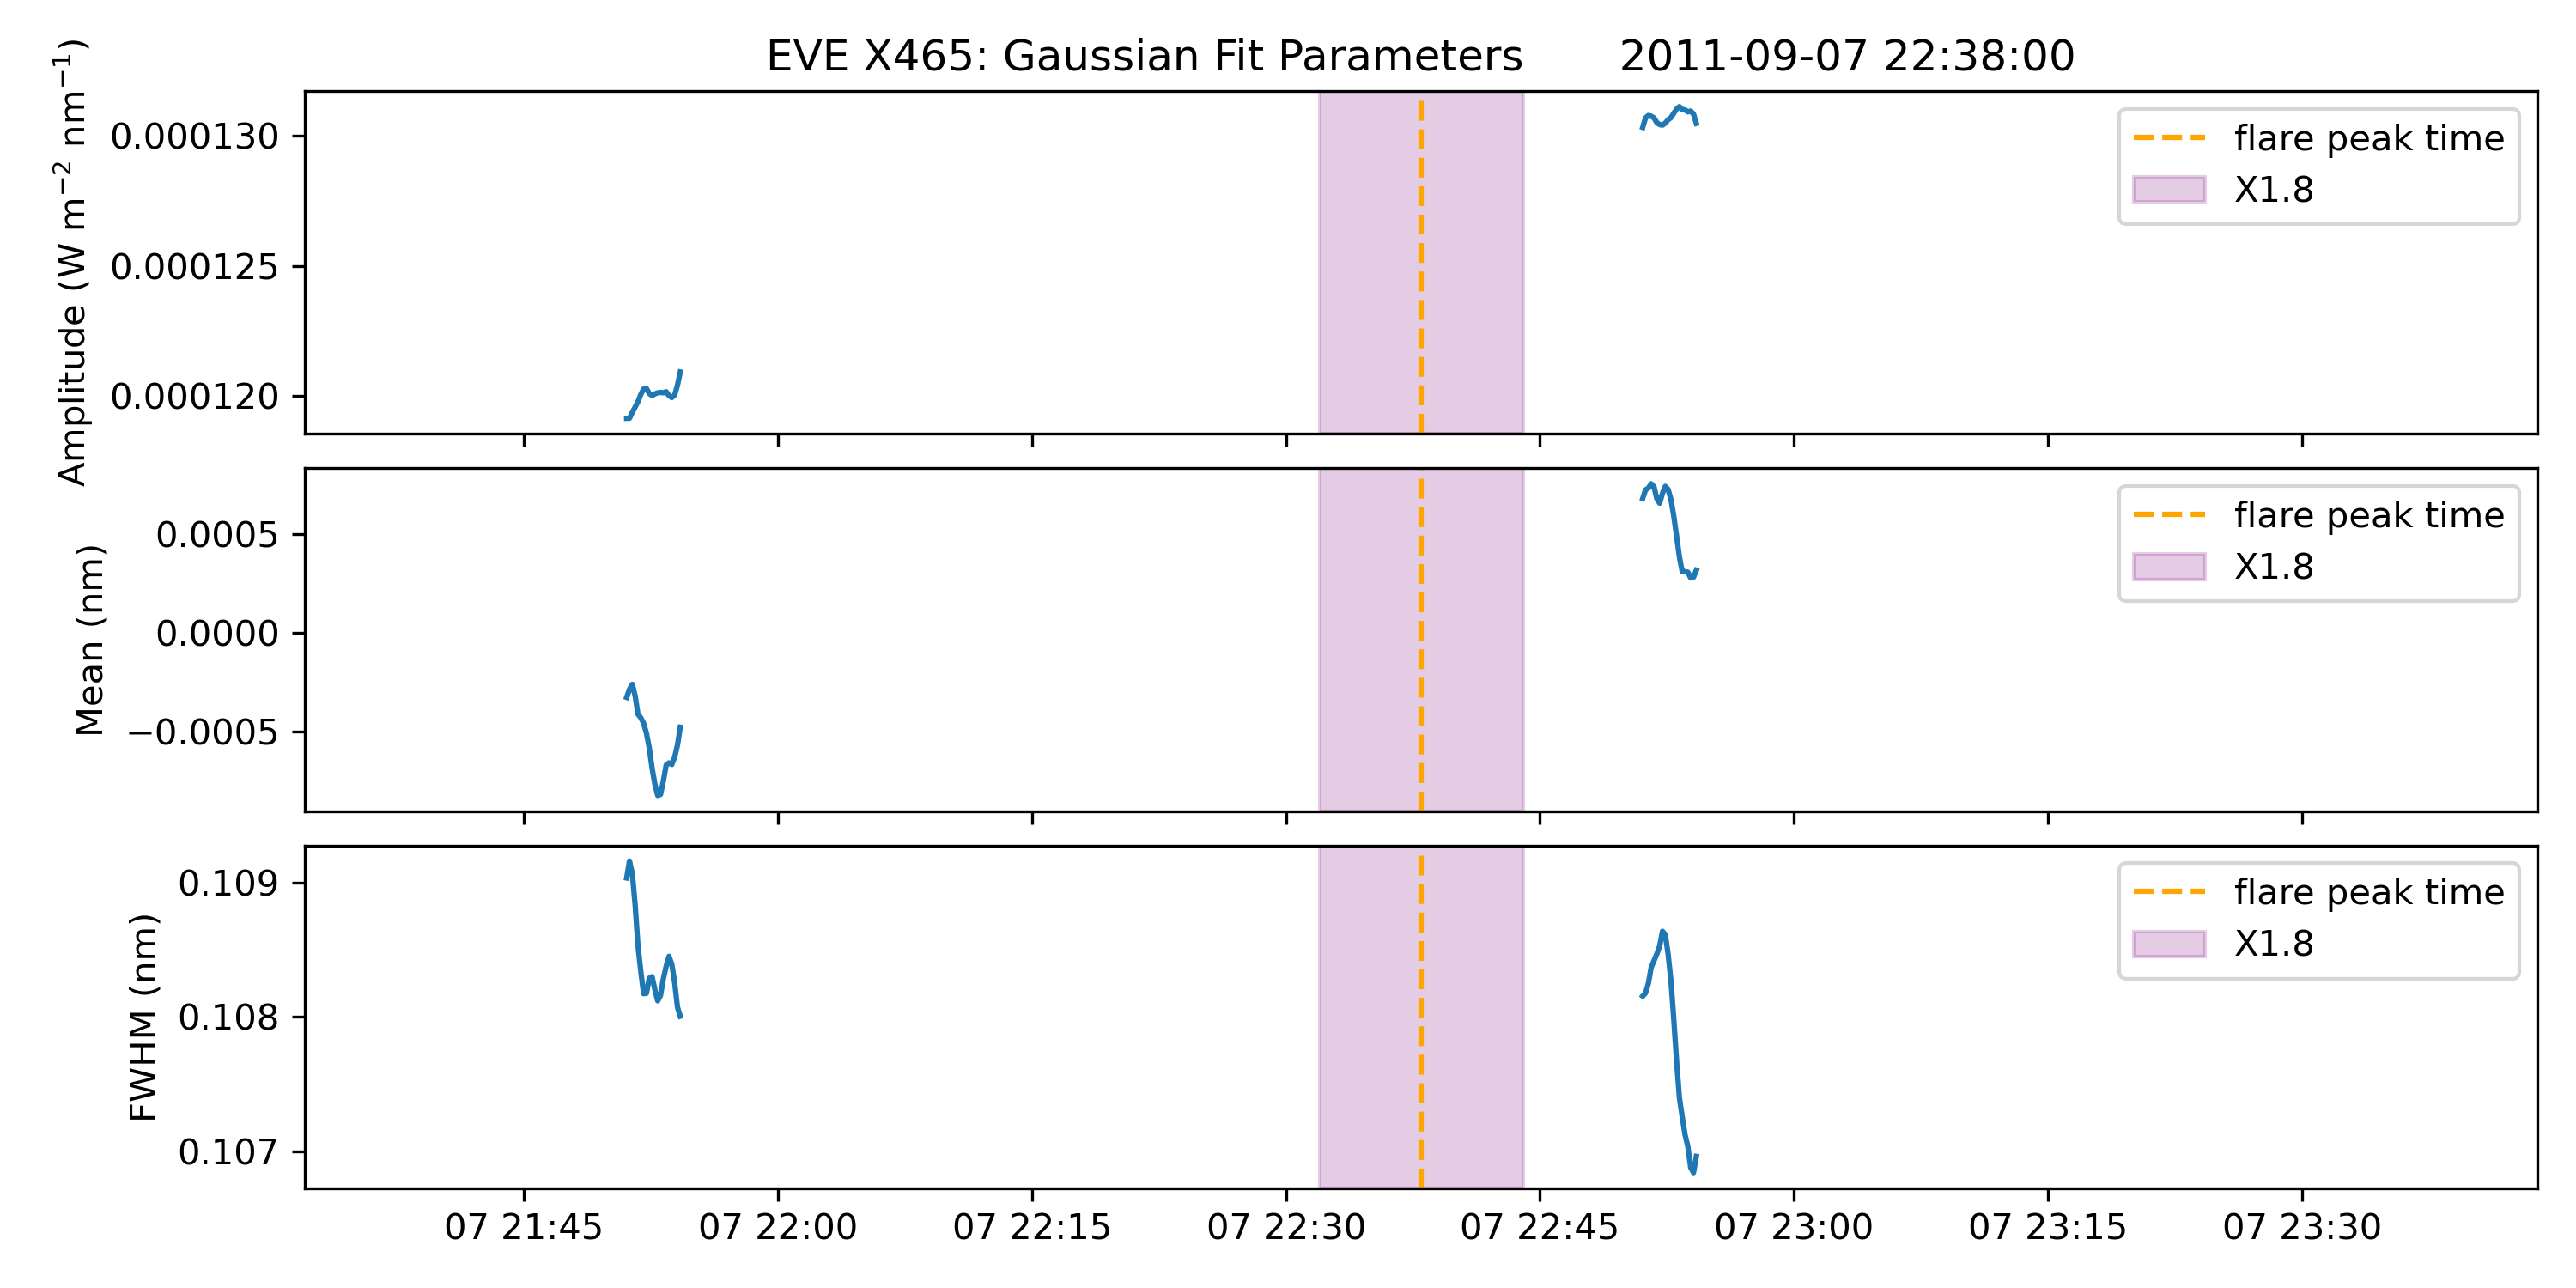 EVE X465: Gaussian Fit Parameters 2011-09-07 22:38:00
Amplitude (W m⁻² nm⁻¹)
0.000130
0.000125
0.000120
flare peak time
X1.8
Mean (nm)
0.0005
0.0000
−0.0005
flare peak time
X1.8
FWHM (nm)
0.109
0.108
0.107
flare peak time
X1.8
07 21:45 07 22:00 07 22:15 07 22:30 07 22:45 07 23:00 07 23:15 07 23:30